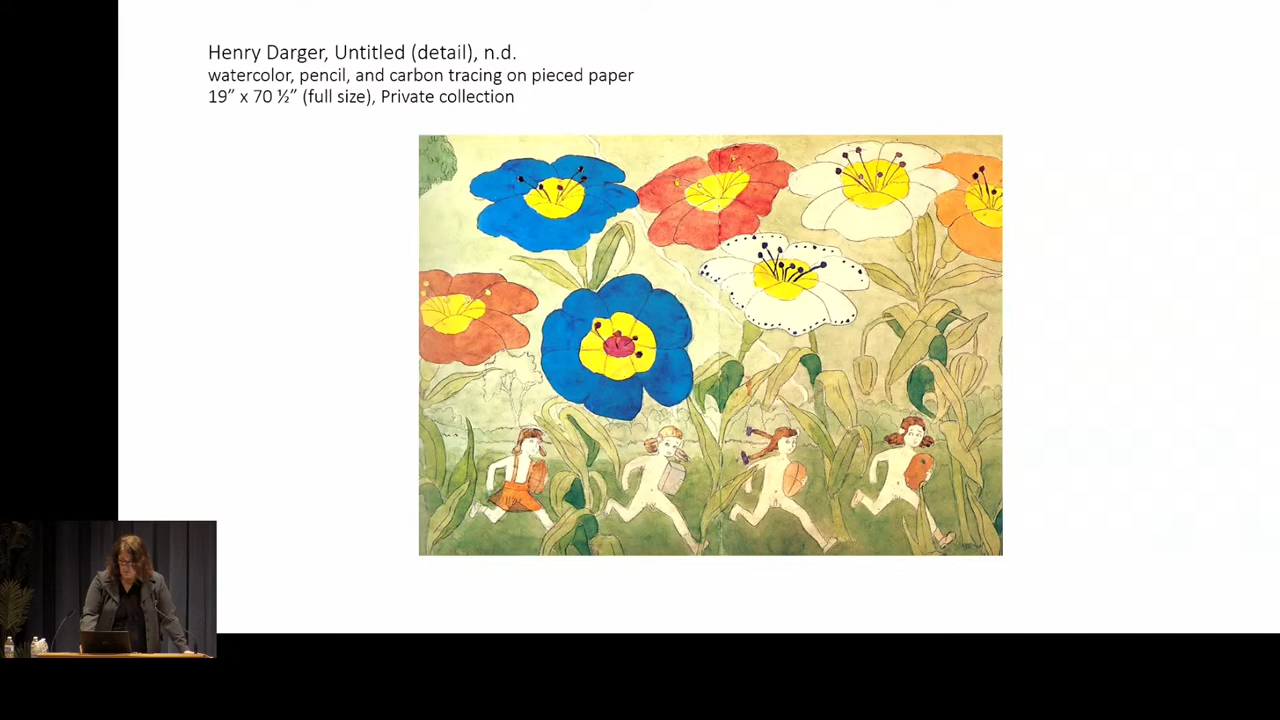 Henry Darger, Untitled (detail), n.d.
watercolor, pencil, and carbon tracing on pieced paper
19” x 70 ½” (full size), Private collection